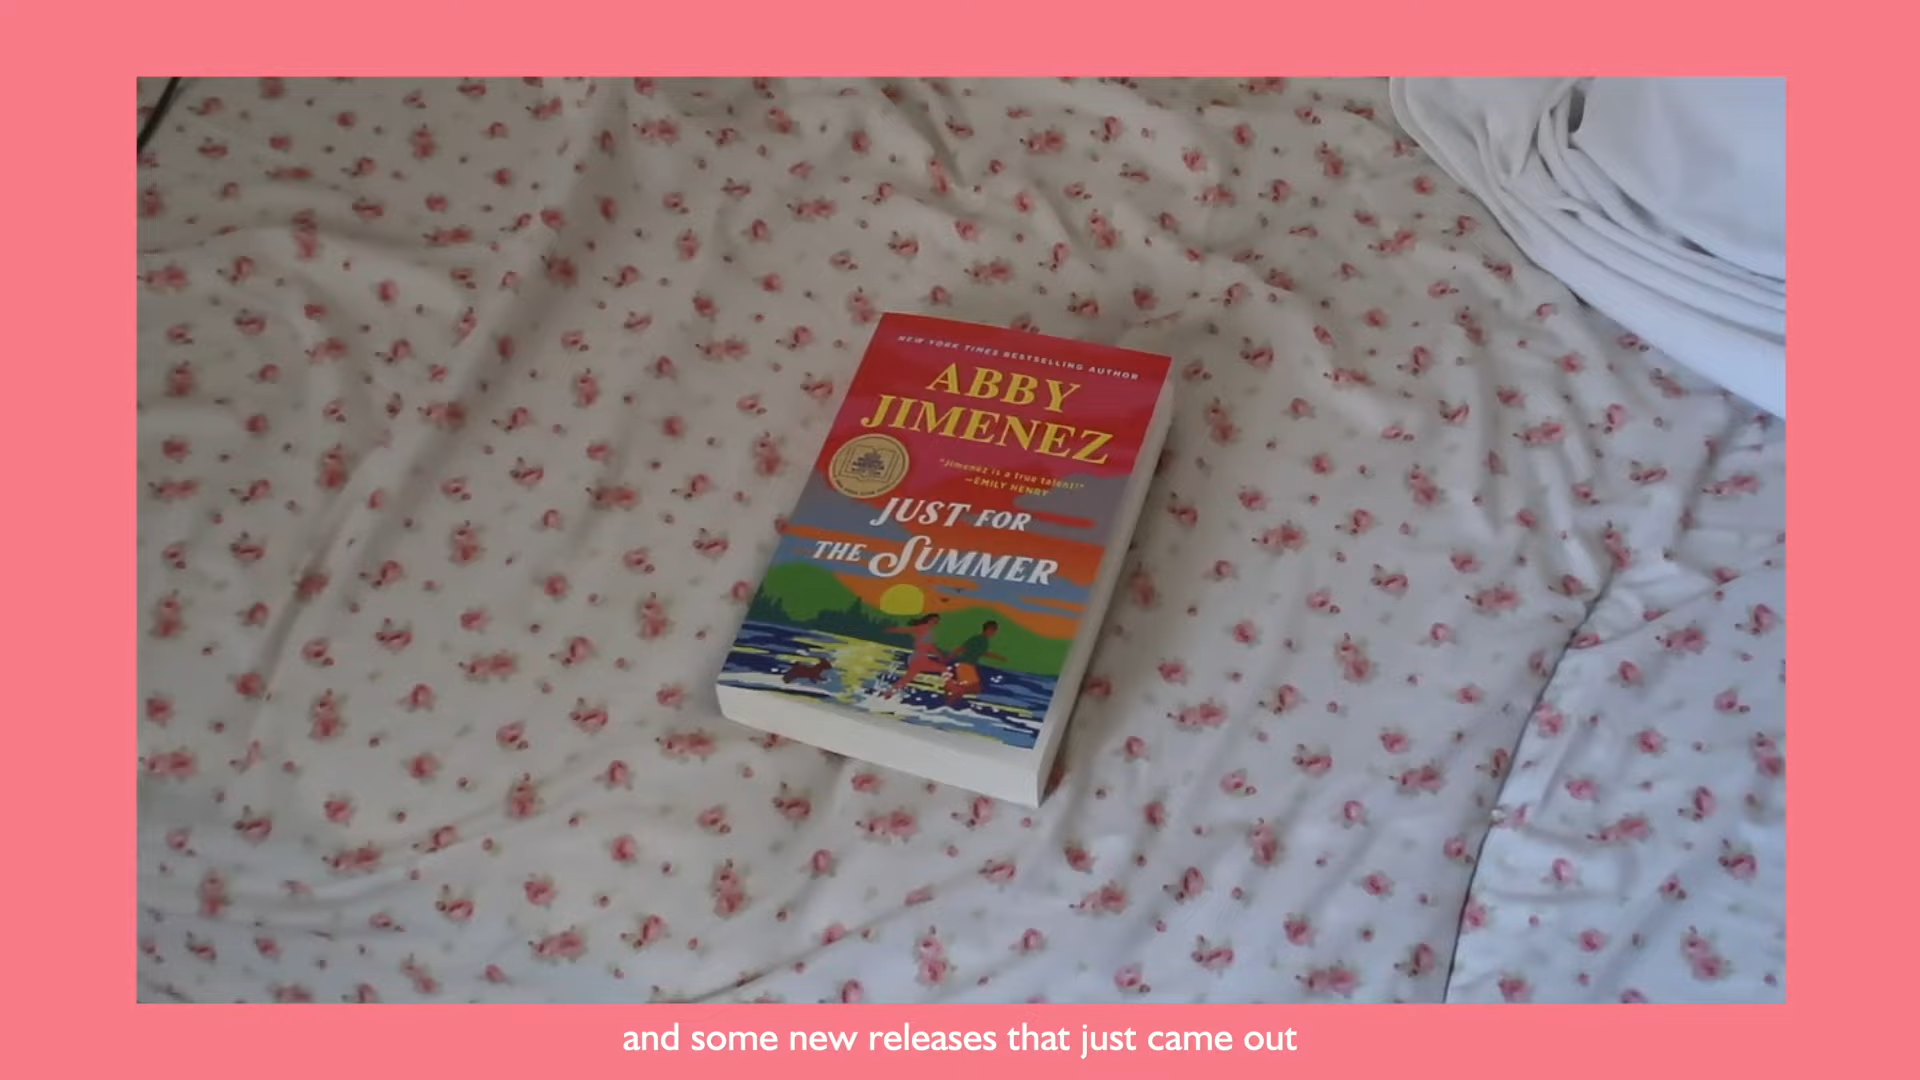 NEW YORK TIMES BESTSELLING AUTHOR
ABBY
JIMENEZ
"Jimenez is a true talent!"
—EMILY HENRY
JUST FOR
THE SUMMER
and some new releases that just came out